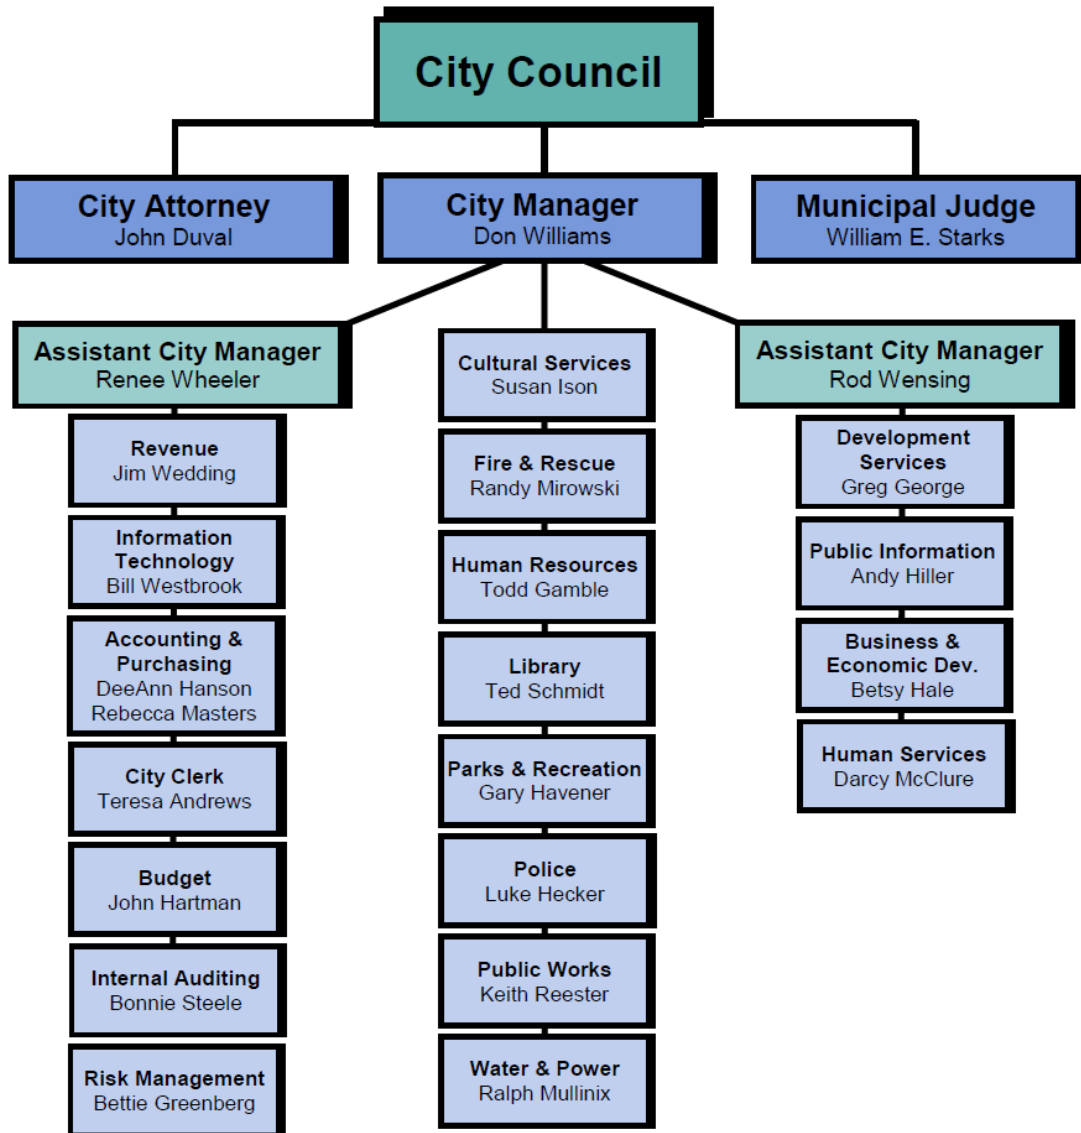 City Council
City Attorney
John Duval
City Manager
Don Williams
Municipal Judge
William E. Starks
Assistant City Manager
Renee Wheeler
Revenue
Jim Wedding
Information
Technology
Bill Westbrook
Accounting &
Purchasing
DeeAnn Hanson
Rebecca Masters
City Clerk
Teresa Andrews
Budget
John Hartman
Internal Auditing
Bonnie Steele
Risk Management
Bettie Greenberg
Cultural Services
Susan Ison
Fire & Rescue
Randy Mirowski
Human Resources
Todd Gamble
Library
Ted Schmidt
Parks & Recreation
Gary Havener
Police
Luke Hecker
Public Works
Keith Reester
Water & Power
Ralph Mullinix
Assistant City Manager
Rod Wensing
Development
Services
Greg George
Public Information
Andy Hiller
Business &
Economic Dev.
Betsy Hale
Human Services
Darcy McClure